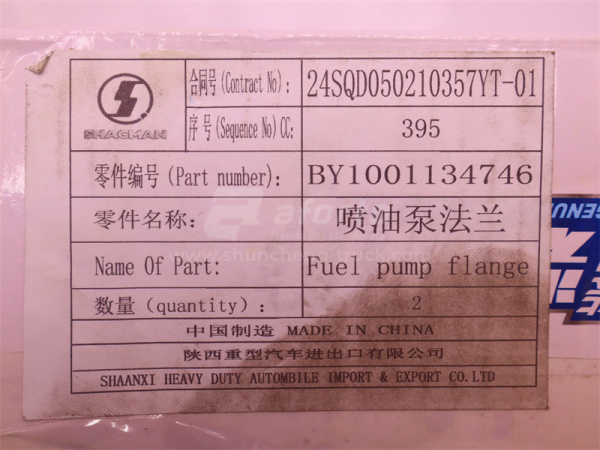 合同号(Contract No): 24SQD050210357YT-01
序号(Sequence No)CC: 395
SHACMAN
零件编号(Part number): BY1001134746
零件名称: 喷油泵法兰
Name Of Part: Fuel pump flange
数量(quantity): 2
中国制造 MADE IN CHINA
陕西重型汽车进出口有限公司
SHAANXI HEAVY DUTY AUTOMBILE IMPORT & EXPORT CO.LTD
GENU